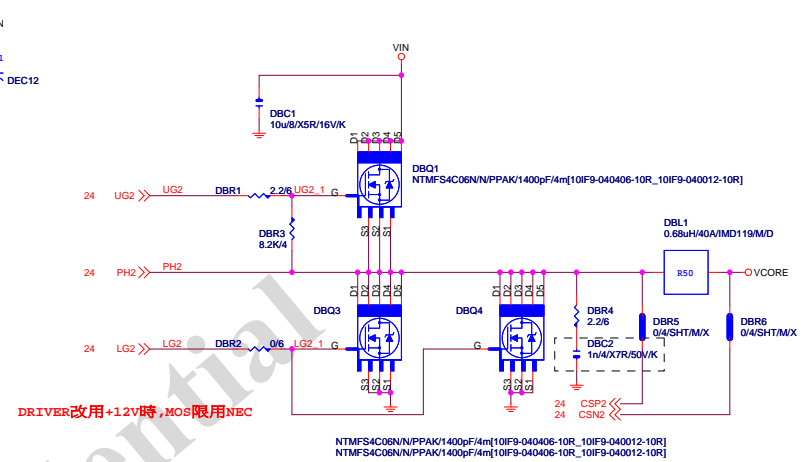 N
1
DEC12
VIN
DBC1
10u/8/X5R/16V/K
D1 D2 D3 D4 D5
DBQ1
NTMFS4C06N/N/PPAK/1400pF/4m[10IF9-040406-10R_10IF9-040012-10R]
24 UG2 UG2 DBR1 2.2/6 UG2_1 G
S3 S2 S1
DBR3
8.2K/4
DBL1
0.68uH/40A/IMD119/M/D
24 PH2 PH2
R50
VCORE
D1 D2 D3 D4 D5
D1 D2 D3 D4 D5
DBQ3
DBQ4
DBR4
2.2/6
DBR5
0/4/SHT/M/X
DBR6
0/4/SHT/M/X
24 LG2 LG2 DBR2 0/6 LG2_1 G
G
DBC2
1n/4/X7R/50V/K
S3 S2 S1
S3 S2 S1
24 CSP2
24 CSN2
DRIVER改用+12V時,MOS限用NEC
NTMFS4C06N/N/PPAK/1400pF/4m[10IF9-040406-10R_10IF9-040012-10R]
NTMFS4C06N/N/PPAK/1400pF/4m[10IF9-040406-10R_10IF9-040012-10R]
ential